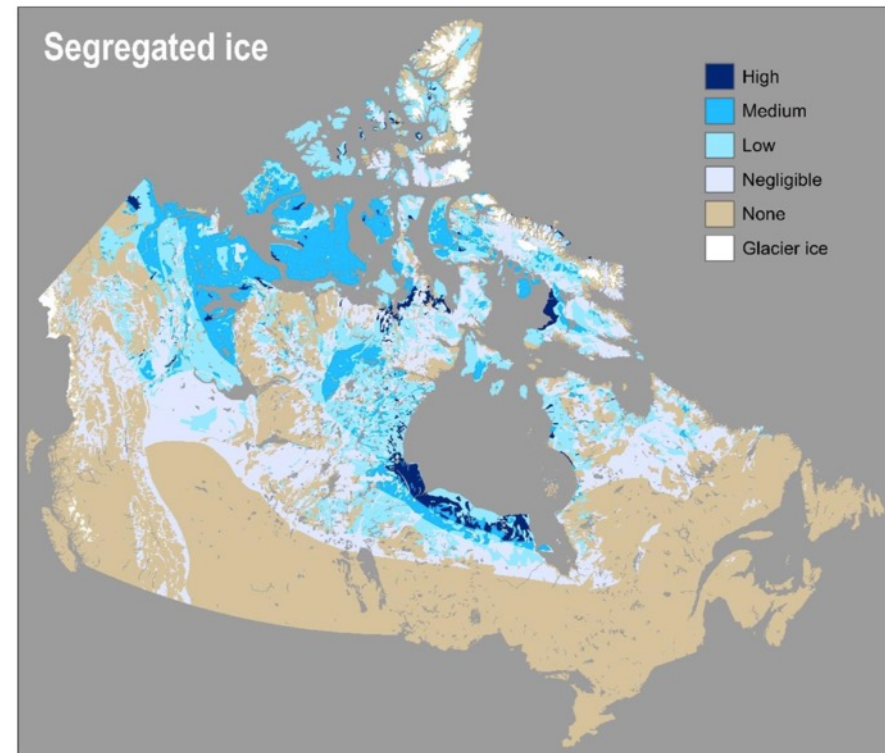 Segregated ice
High
Medium
Low
Negligible
None
Glacier ice